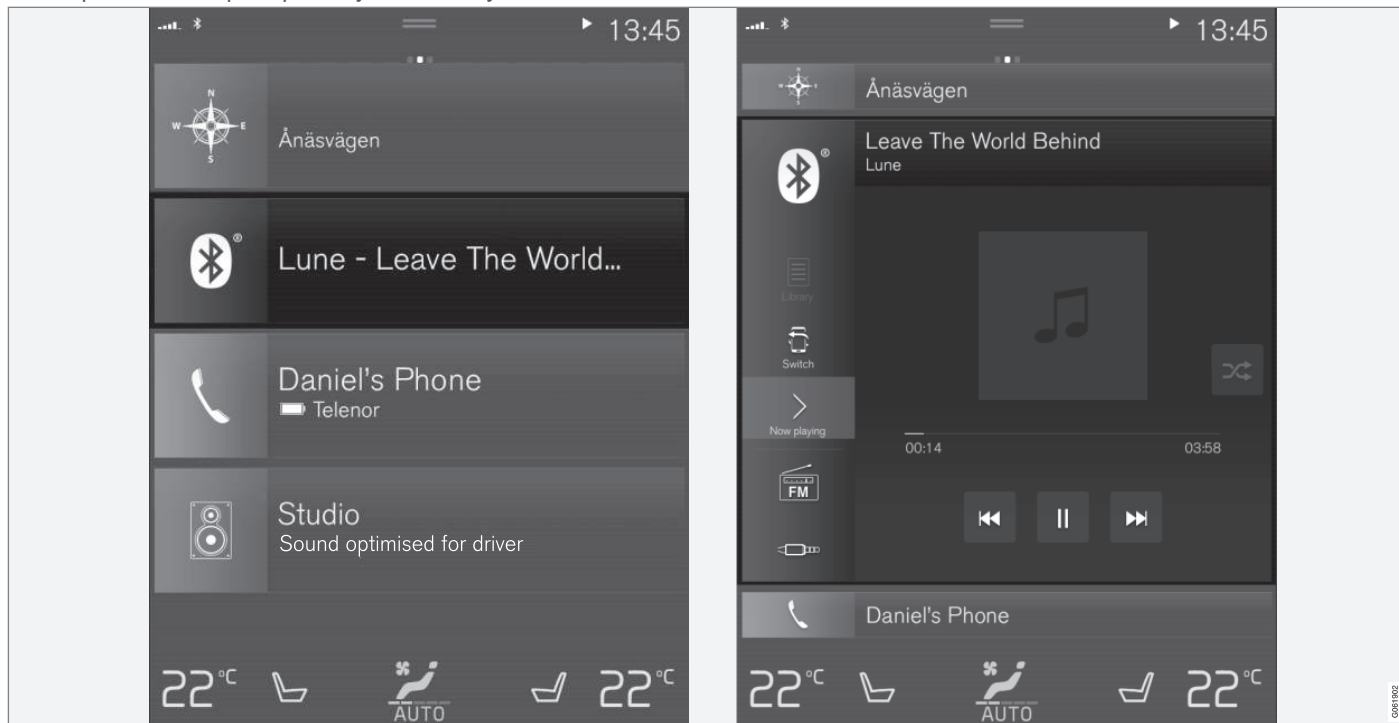 13:45
N
W E
S
Ånäsvägen
Lune - Leave The World...
Daniel's Phone
Telenor
Studio
Sound optimised for driver
22°C
AUTO
22°C
13:45
N
W
S
Ånäsvägen
Leave The World Behind
Lune
Library
Switch
Now playing
00:14
03:58
FM
Daniel's Phone
22°C
AUTO
22°C
G061902